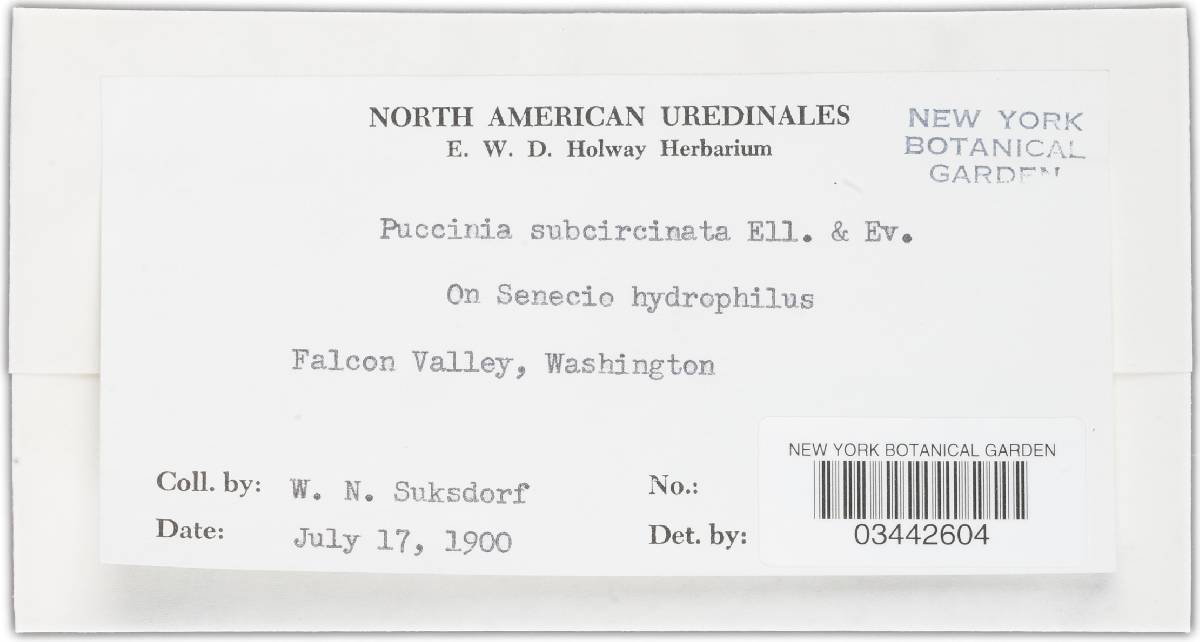 NORTH AMERICAN UREDINALES
E. W. D. Holway Herbarium
NEW YORK
BOTANICAL
GARDEN
Puccinia subcircinata Ell. & Ev.
On Senecio hydrophilus
Falcon Valley, Washington
Coll. by: W. N. Suksdorf
No.:
Date: July 17, 1900
Det. by:
NEW YORK BOTANICAL GARDEN
03442604